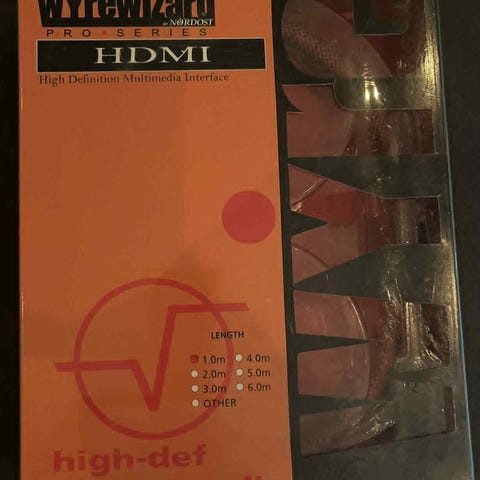 WYREWIZARD
BY NORDOST
PRO • SERIES
HDMI
High Definition Multimedia Interface
LENGTH
1.0m 4.0m
2.0m 5.0m
3.0m 6.0m
OTHER
high-def
Wyre